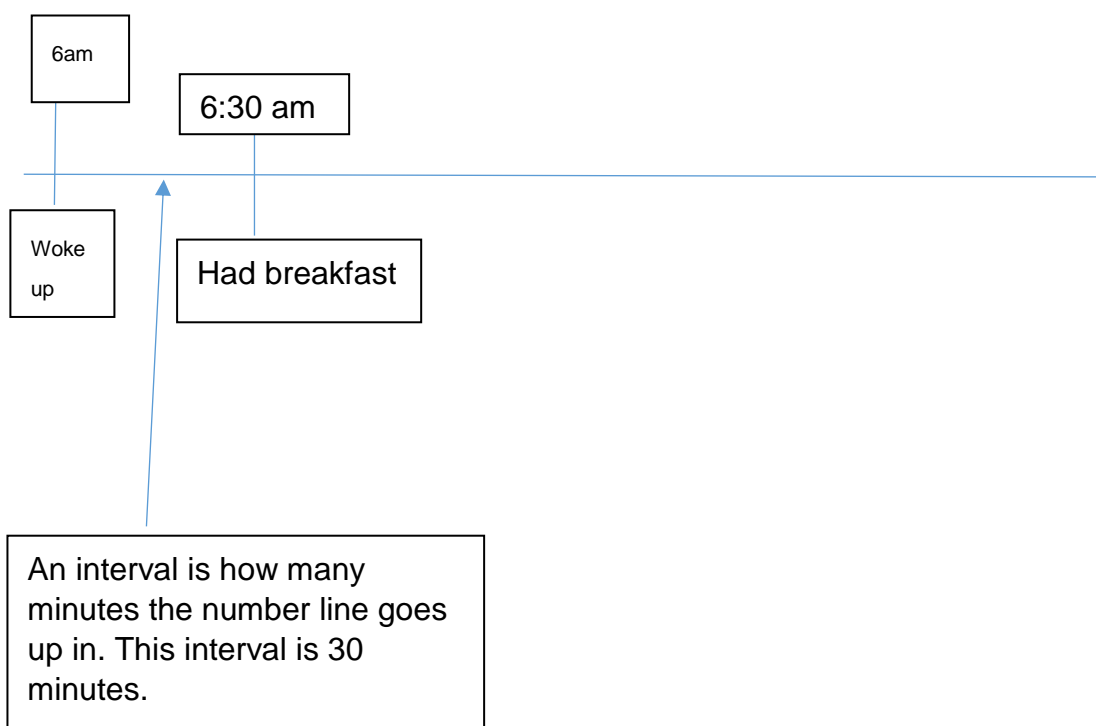 6am
6:30 am
Woke
up
Had breakfast
An interval is how many
minutes the number line goes
up in. This interval is 30
minutes.